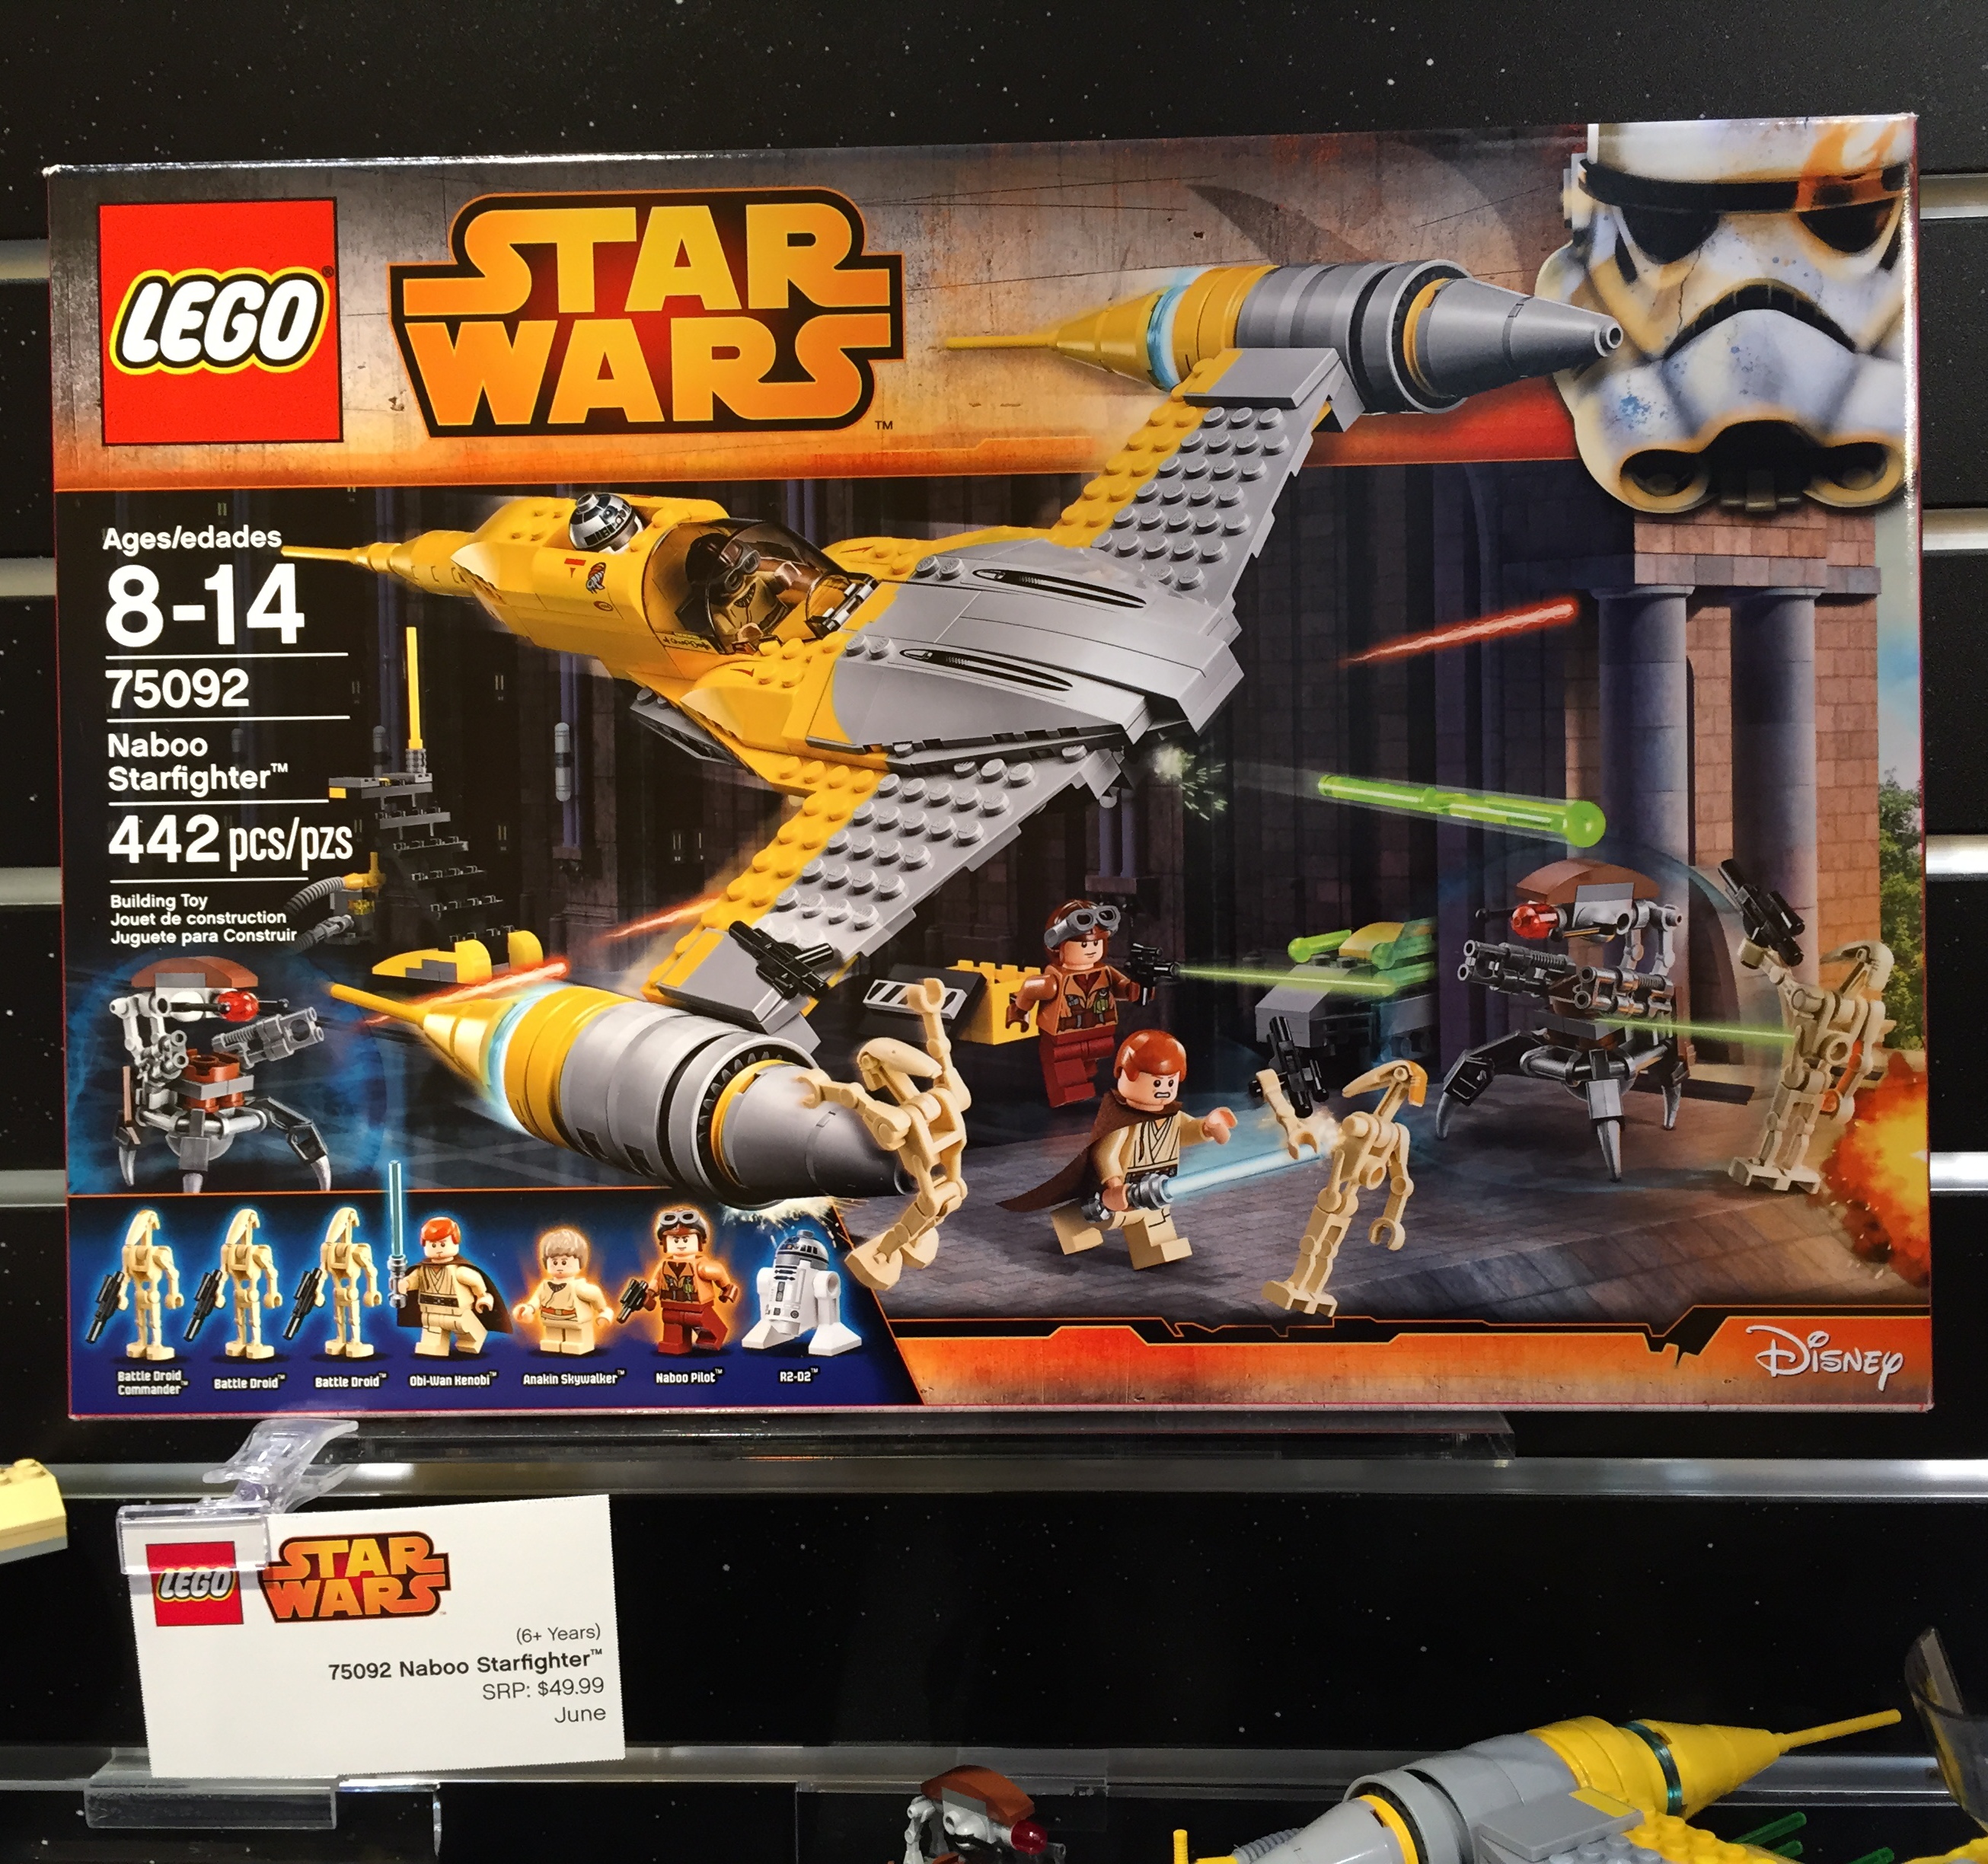 LEGO®
STAR
WARS™
Ages/edades
8-14
75092
Naboo
Starfighter™
442 pcs/pzs
Building Toy
Jouet de construction
Juguete para Construir
Battle Droid
Commander™
Battle Droid™
Battle Droid™
Obi-Wan Kenobi™
Anakin Skywalker™
Naboo Pilot™
R2-D2™
Disney
LEGO
STAR
WARS
(6+ Years)
75092 Naboo Starfighter™
SRP: $49.99
June